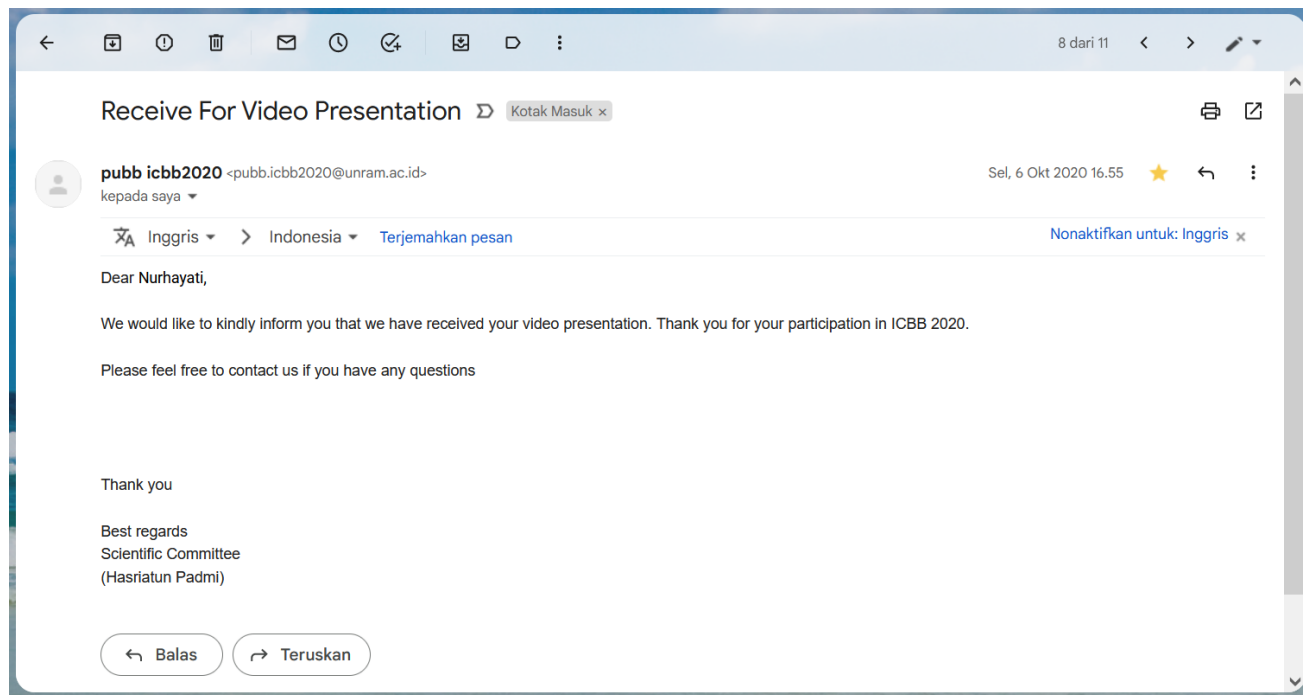 8 dari 11
Receive For Video Presentation Kotak Masuk ×
pubb icbb2020 <pubb.icbb2020@unram.ac.id> Sel, 6 Okt 2020 16.55
kepada saya
Inggris > Indonesia Terjemahkan pesan Nonaktifkan untuk: Inggris ×
Dear Nurhayati,
We would like to kindly inform you that we have received your video presentation. Thank you for your participation in ICBB 2020.
Please feel free to contact us if you have any questions
Thank you
Best regards
Scientific Committee
(Hasriatun Padmi)
Balas Teruskan